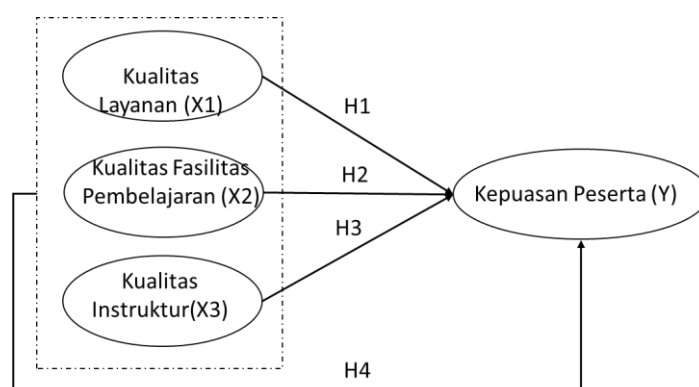 Kualitas
Layanan (X1)
H1
Kualitas Fasilitas
Pembelajaran (X2)
H2
Kepuasan Peserta (Y)
H3
Kualitas
Instruktur(X3)
H4